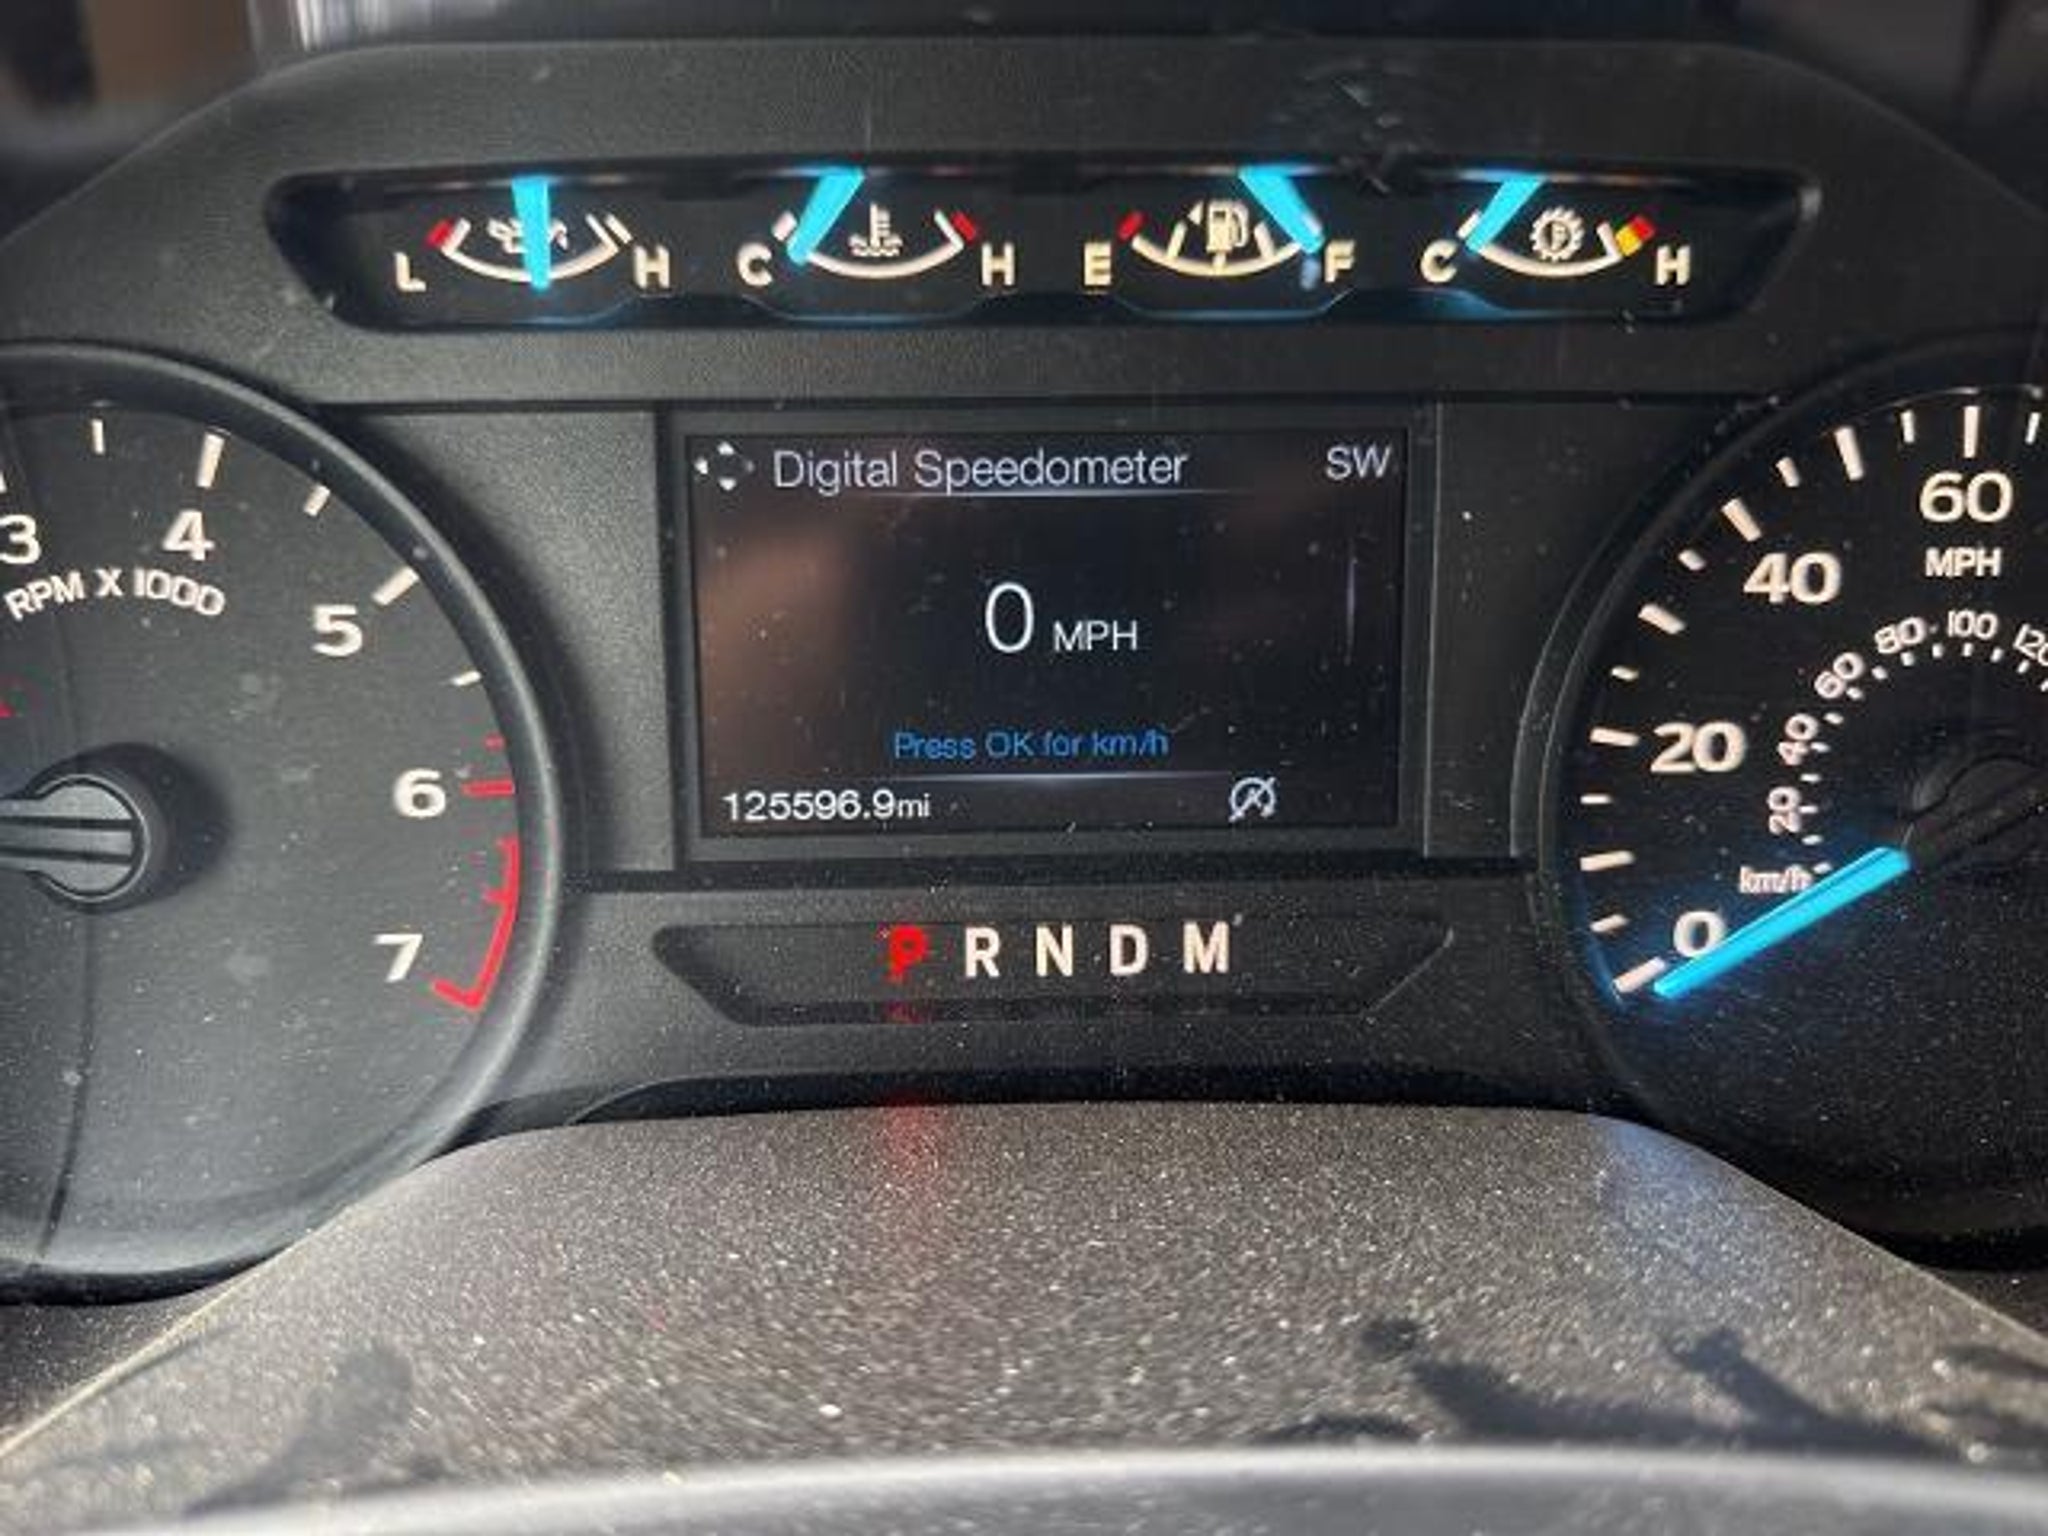 L H C H E F C H
Digital Speedometer SW
0 MPH
Press OK for km/h
125596.9mi
P R N D M
3 4 5 6 7
RPM X 1000
0 20 40 60
MPH
20 40 60 80 100 120
km/h